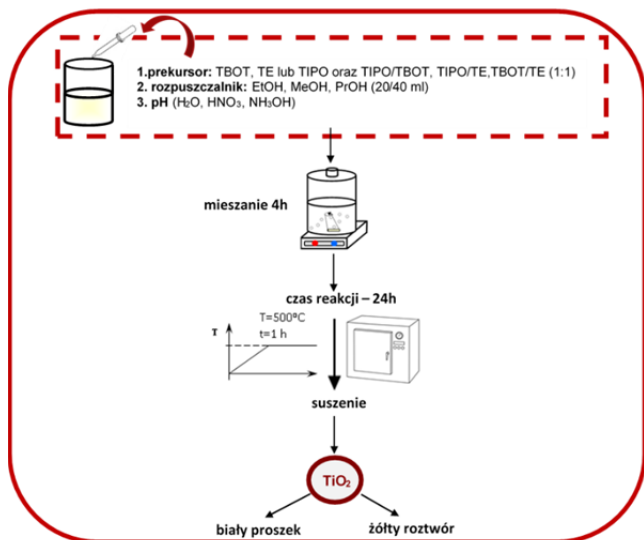 1.prekursor: TBOT, TE lub TIPO oraz TIPO/TBOT, TIPO/TE,TBOT/TE (1:1)
2. rozpuszczalnik: EtOH, MeOH, PrOH (20/40 ml)
3. pH (H₂O, HNO₃, NH₃OH)
mieszanie 4h
czas reakcji – 24h
T=500ºC
t=1 h
T
suszenie
TiO₂
biały proszek
żółty roztwór